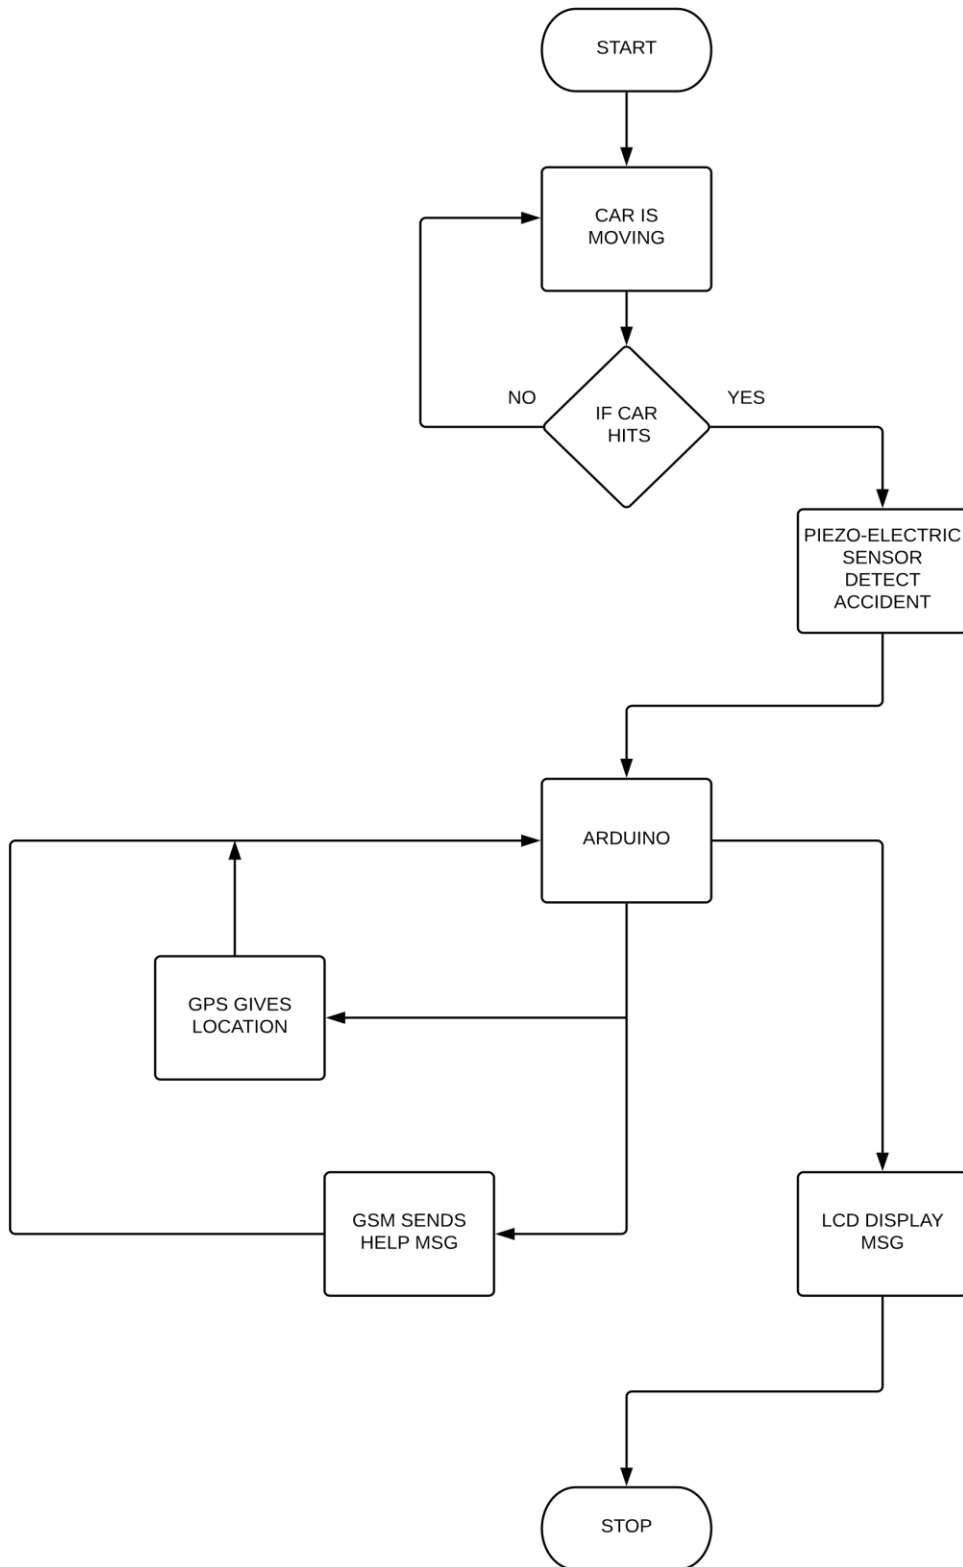 START
CAR IS
MOVING
NO
YES
IF CAR
HITS
PIEZO-ELECTRIC
SENSOR
DETECT
ACCIDENT
ARDUINO
GPS GIVES
LOCATION
GSM SENDS
HELP MSG
LCD DISPLAY
MSG
STOP